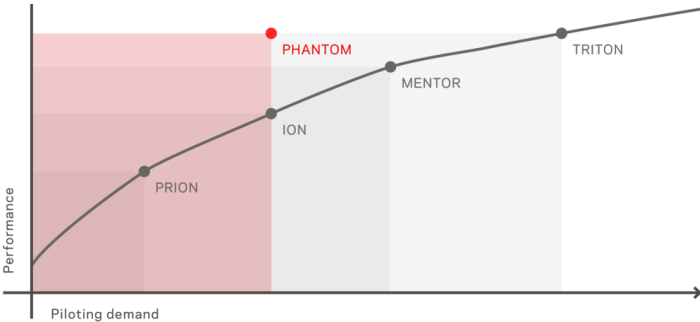 PHANTOM
TRITON
MENTOR
ION
PRION
Performance
Piloting demand